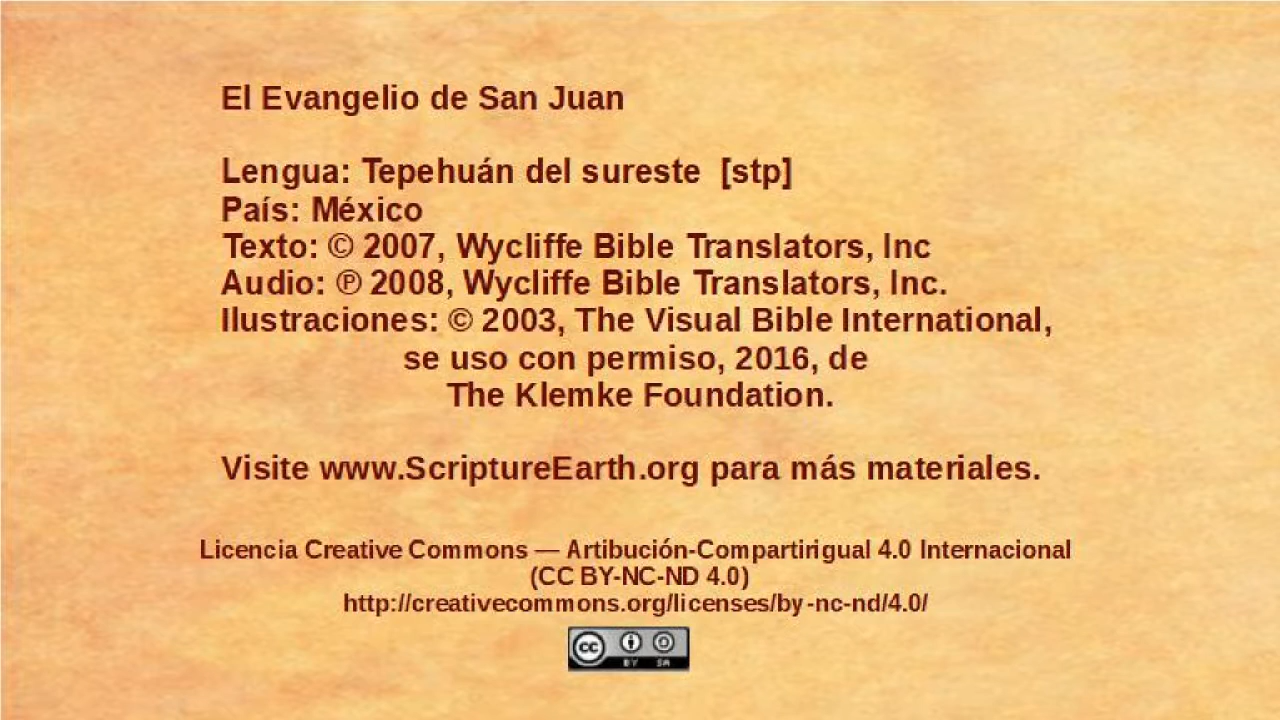 El Evangelio de San Juan
Lengua: Tepehuán del sureste [stp]
País: México
Texto: © 2007, Wycliffe Bible Translators, Inc
Audio: ℗ 2008, Wycliffe Bible Translators, Inc.
Ilustraciones: © 2003, The Visual Bible International,
se uso con permiso, 2016, de
The Klemke Foundation.
Visite www.ScriptureEarth.org para más materiales.
Licencia Creative Commons — Artibución-Compartirigual 4.0 Internacional
(CC BY-NC-ND 4.0)
http://creativecommons.org/licenses/by-nc-nd/4.0/
cc BY SA